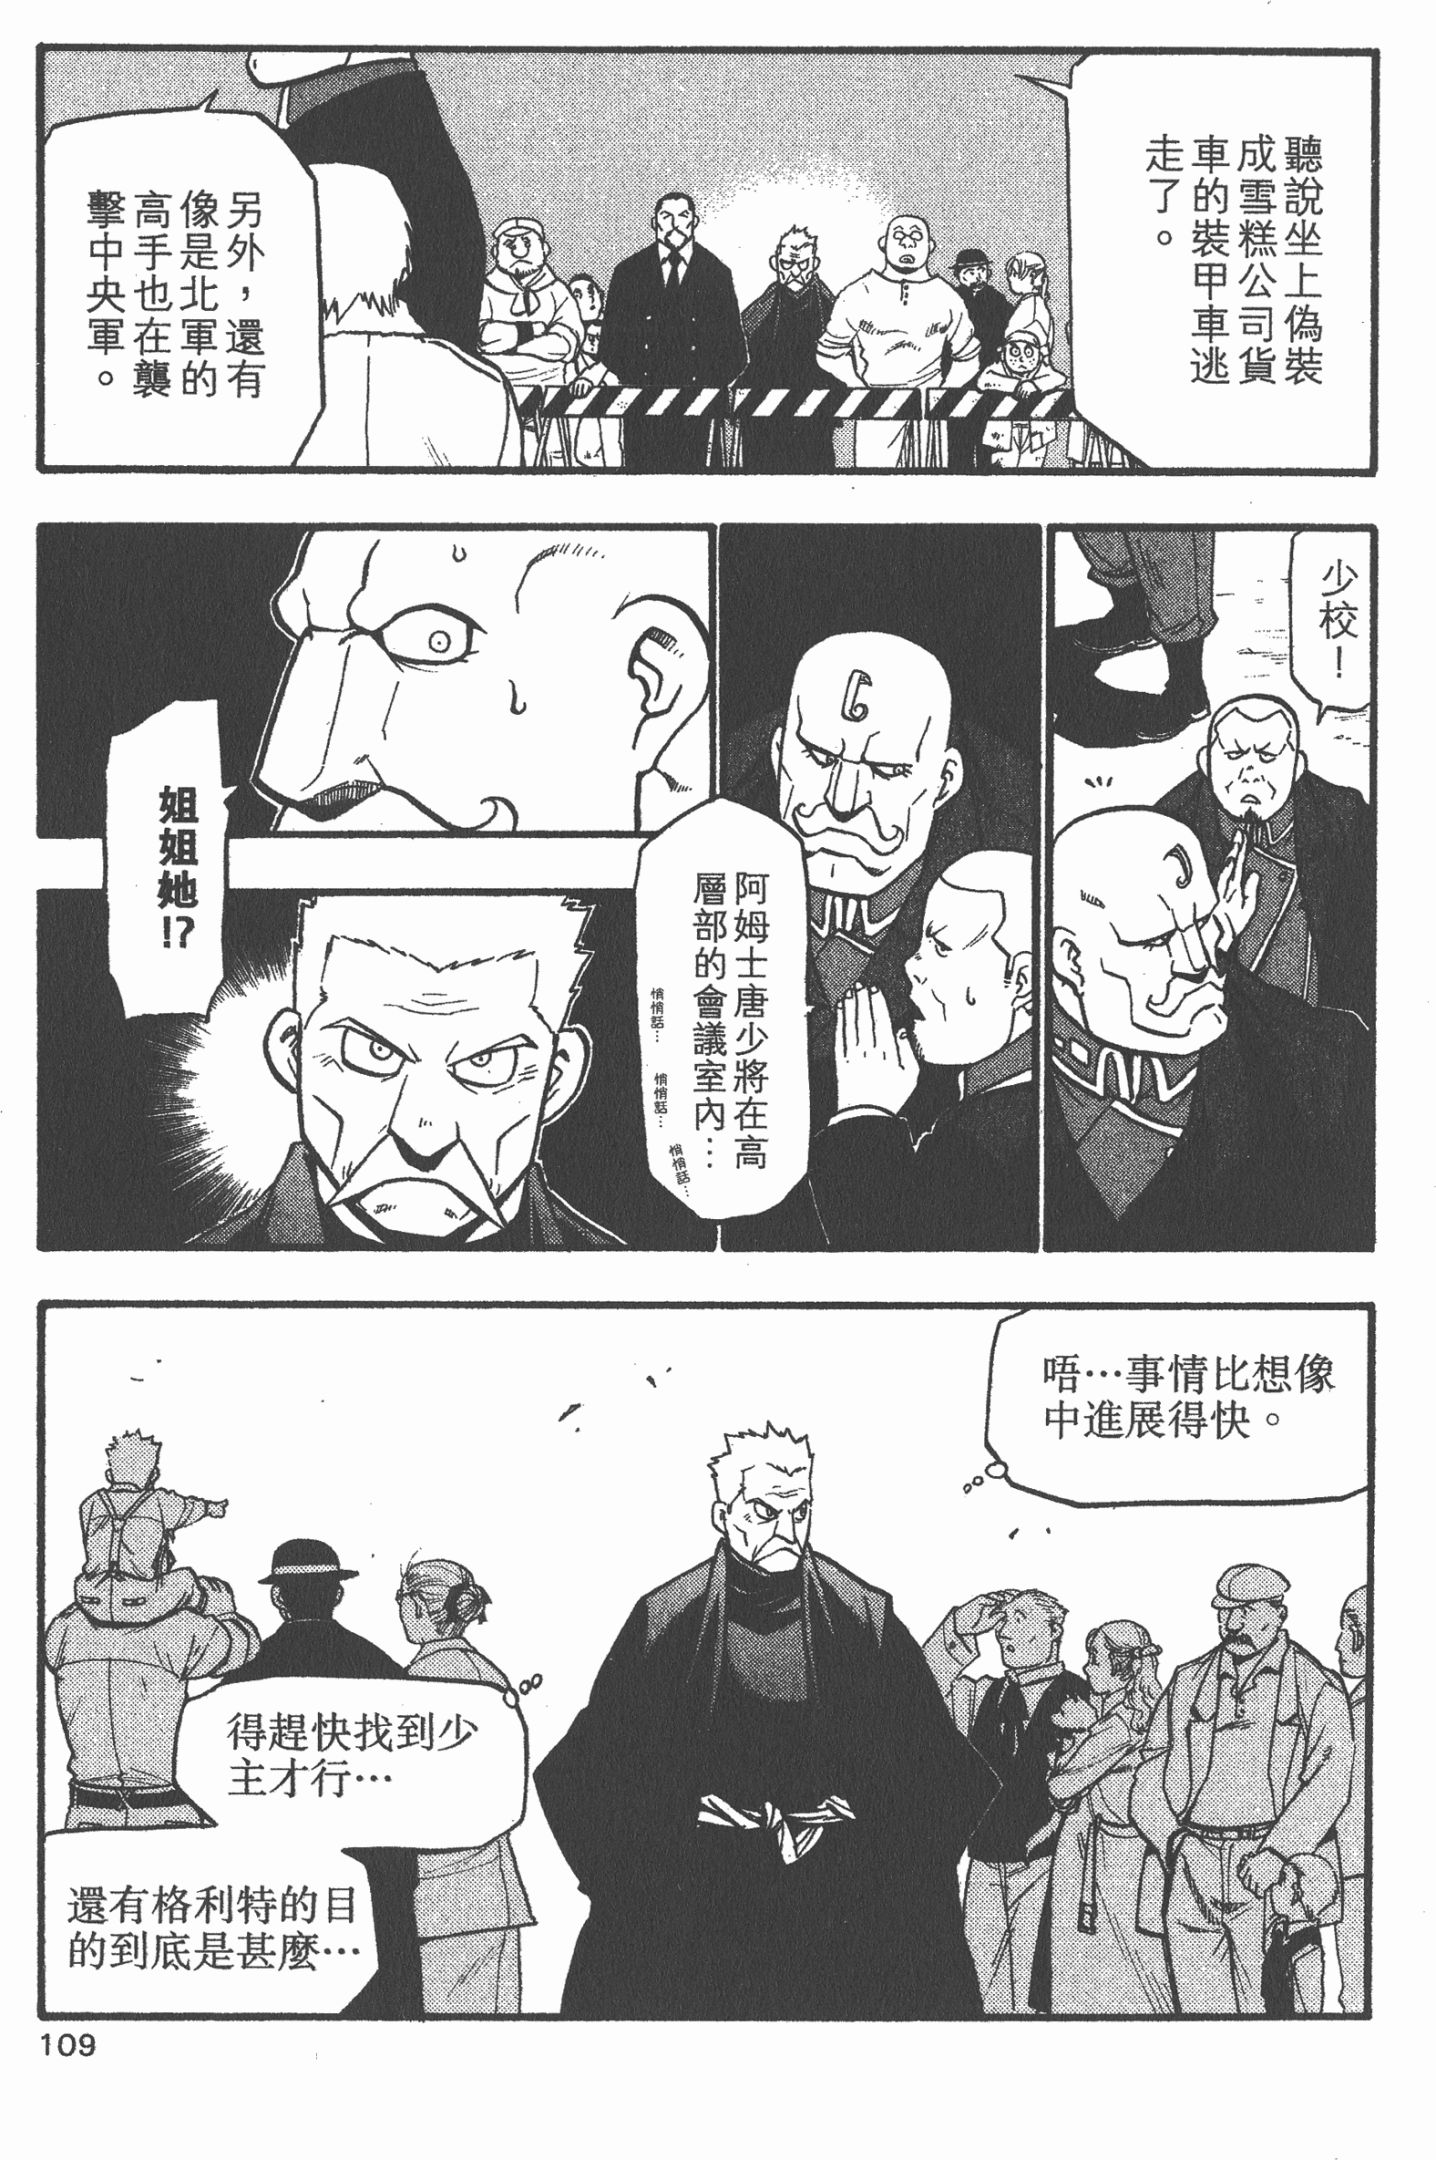 聽說坐上偽裝
成雪糕公司貨
車的裝甲車逃
走了。
另外，還有
像是北軍的
高手也在襲
擊中央軍。
少校！
阿姆士唐少將在高
層部的會議室內…
悄悄話…
悄悄話…
悄悄話…
姐姐她!?
唔…事情比想像
中進展得快。
得趕快找到少
主才行…
還有格利特的目
的到底是甚麼…
109